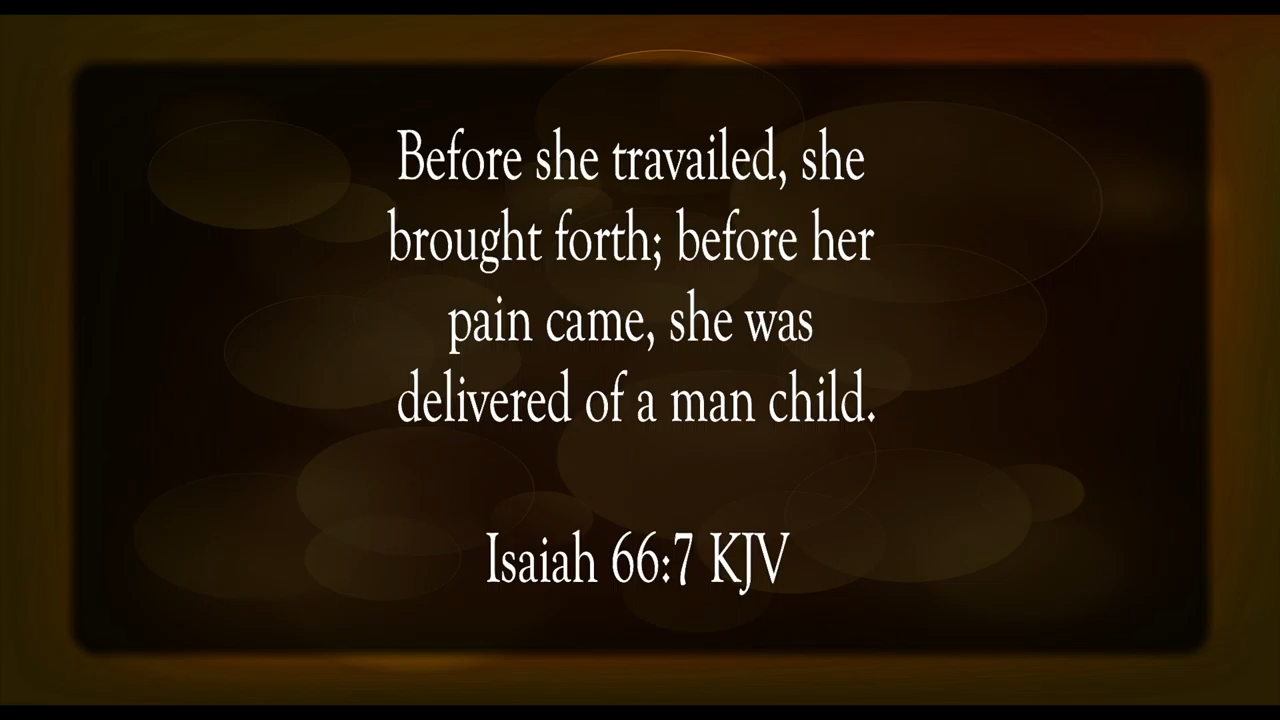 Before she travailed, she
brought forth; before her
pain came, she was
delivered of a man child.
Isaiah 66:7 KJV